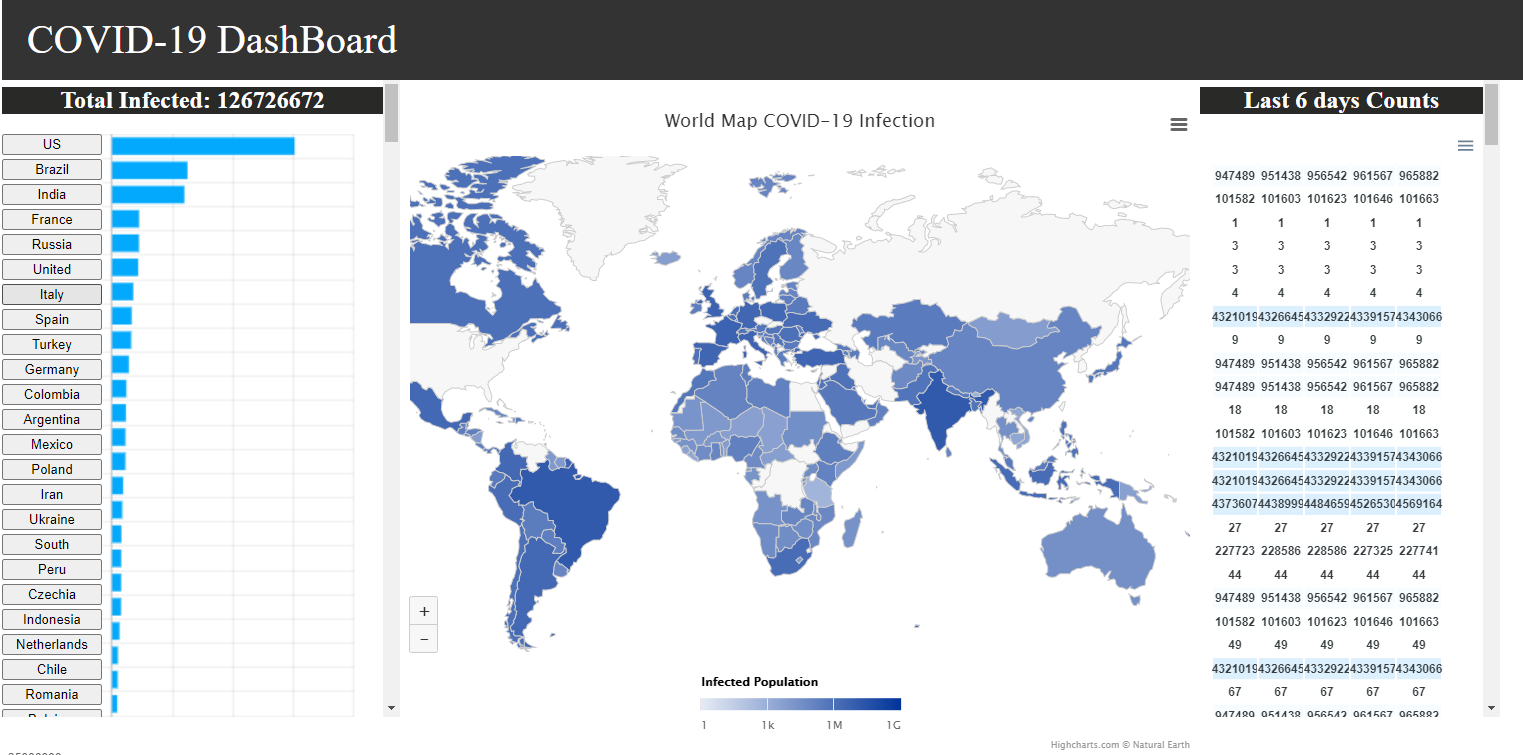 COVID-19 DashBoard
Total Infected: 126726672
US
Brazil
India
France
Russia
United
Italy
Spain
Turkey
Germany
Colombia
Argentina
Mexico
Poland
Iran
Ukraine
South
Peru
Czechia
Indonesia
Netherlands
Chile
Romania
World Map COVID-19 Infection
+
−
Infected Population
1 1k 1M 1G
Highcharts.com © Natural Earth
Last 6 days Counts
947489 951438 956542 961567 965882
101582 101603 101623 101646 101663
1 1 1 1 1
3 3 3 3 3
3 3 3 3 3
4 4 4 4 4
4321019 4326645 4332922 4339157 4343066
9 9 9 9 9
947489 951438 956542 961567 965882
947489 951438 956542 961567 965882
18 18 18 18 18
101582 101603 101623 101646 101663
4321019 4326645 4332922 4339157 4343066
4321019 4326645 4332922 4339157 4343066
4373607 4438999 4484659 4526530 4569164
27 27 27 27 27
227723 228586 228586 227325 227741
44 44 44 44 44
947489 951438 956542 961567 965882
101582 101603 101623 101646 101663
49 49 49 49 49
4321019 4326645 4332922 4339157 4343066
67 67 67 67 67
947489 951438 956542 961567 965882